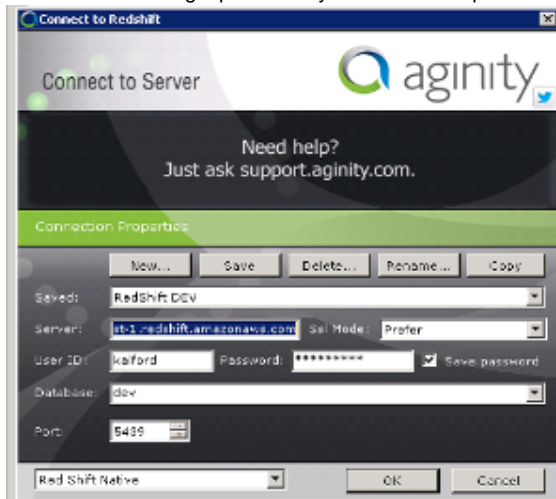 Connect to Redshift
Connect to Server
aginity
Need help?
Just ask support.aginity.com.
Connection Properties
New... Save Delete... Rename... Copy
Saved: RedShift DEV
Server: st-1.redshift.amazonaws.com Ssl Mode: Prefer
User ID: kalford Password: ********* Save password
Database: dev
Port: 5439
Red Shift Native OK Cancel